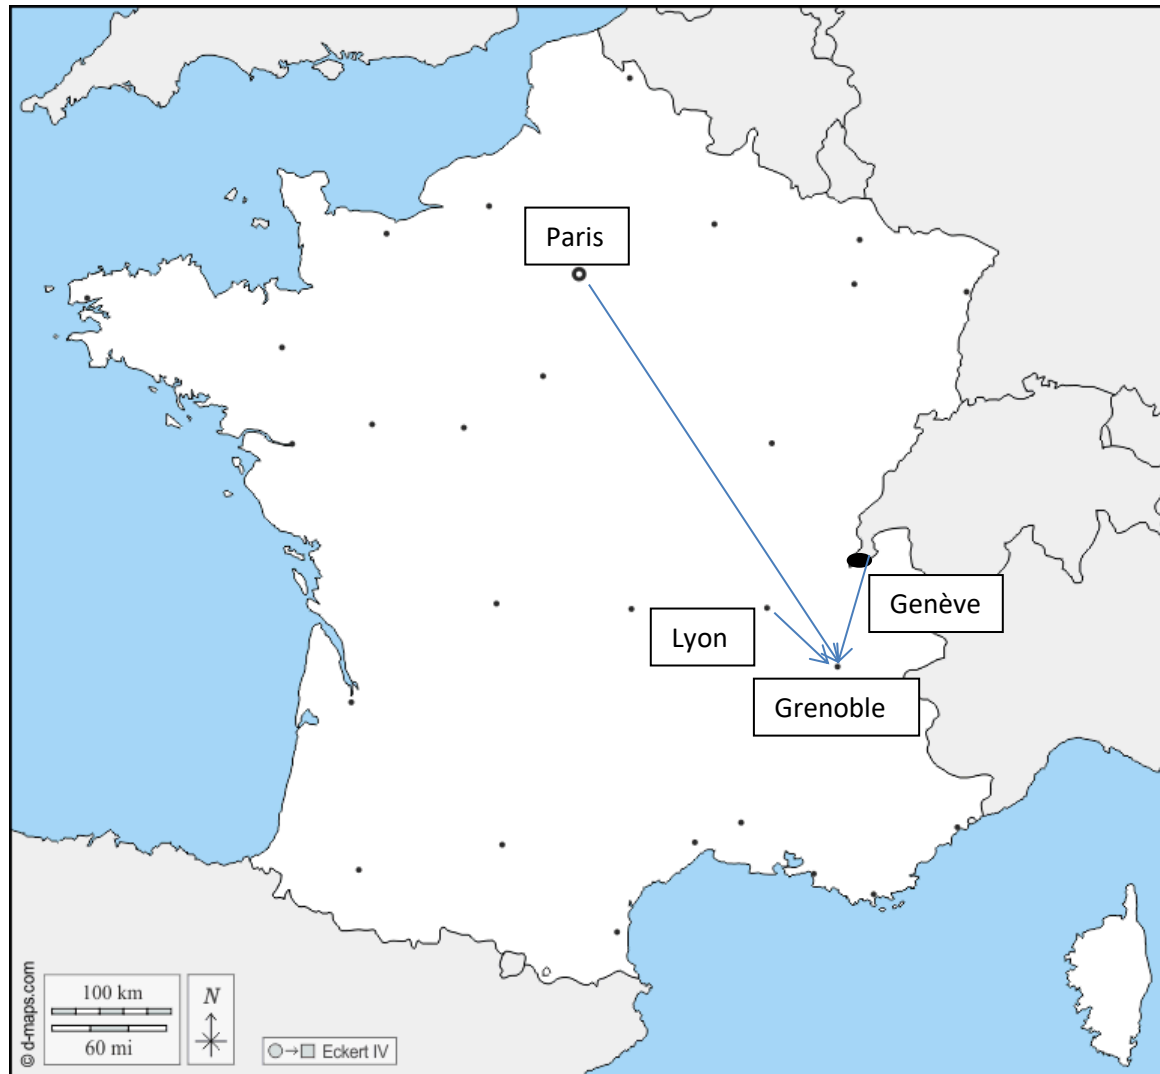 Paris
Genève
Lyon
Grenoble
© d-maps.com
100 km
60 mi
N
Eckert IV